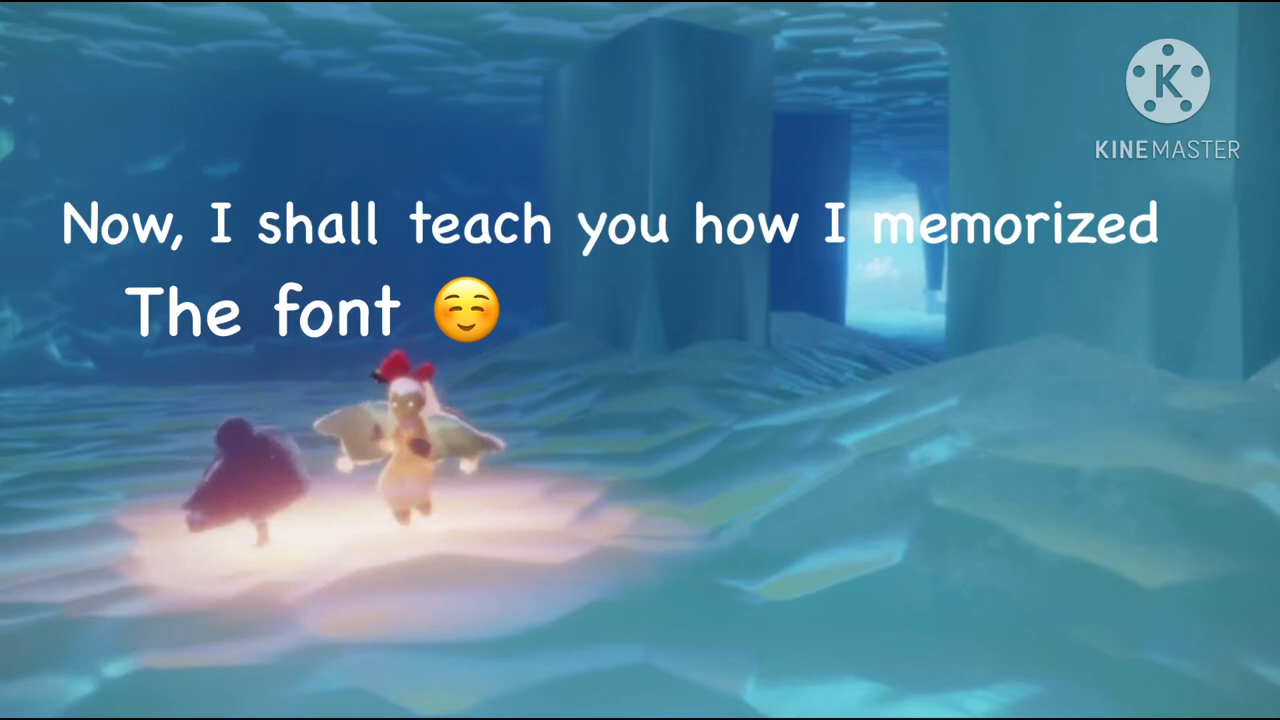 K
KINEMASTER
Now, I shall teach you how I memorized
The font ☺️